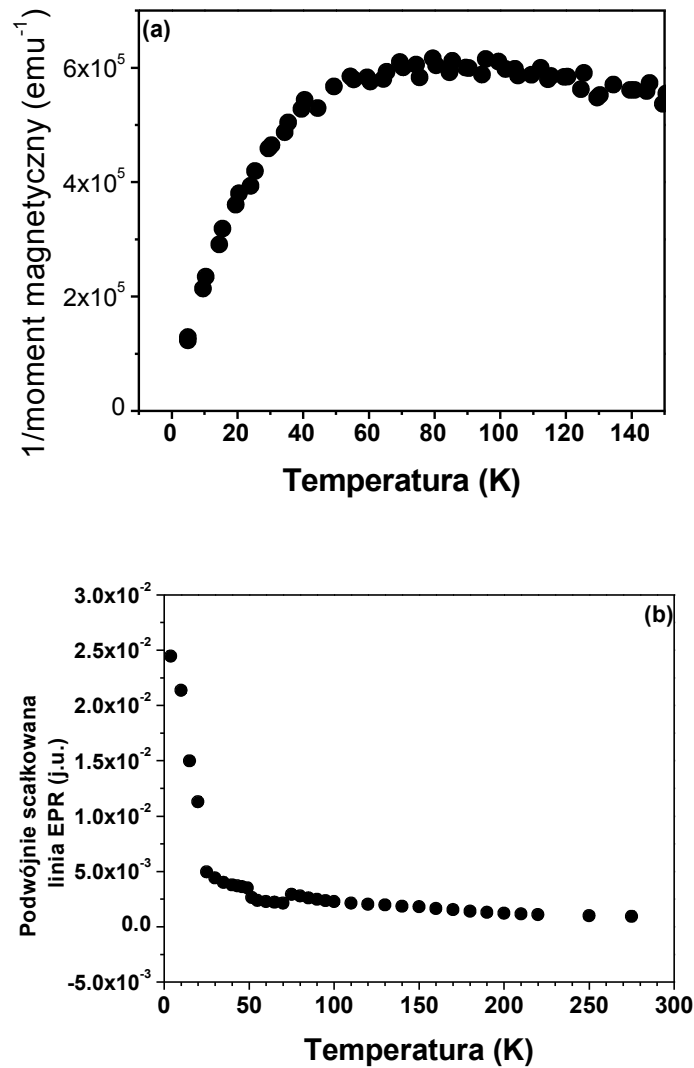 (a)
1/moment magnetyczny (emu⁻¹)
6x10⁵
4x10⁵
2x10⁵
0
0 20 40 60 80 100 120 140
Temperatura (K)
(b)
Podwójnie scałkowana
linia EPR (j.u.)
3.0x10⁻²
2.5x10⁻²
2.0x10⁻²
1.5x10⁻²
1.0x10⁻²
5.0x10⁻³
0.0
-5.0x10⁻³
0 50 100 150 200 250 300
Temperatura (K)